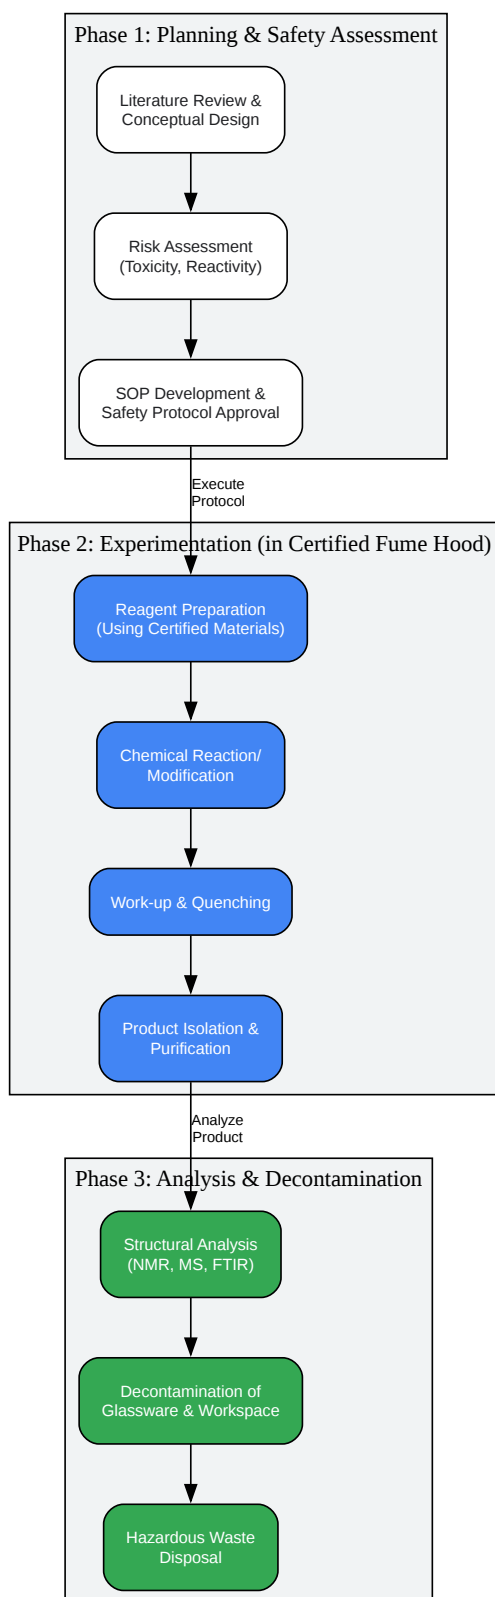 Phase 1: Planning & Safety Assessment
Literature Review &
Conceptual Design
Risk Assessment
(Toxicity, Reactivity)
SOP Development &
Safety Protocol Approval
Execute
Protocol
Phase 2: Experimentation (in Certified Fume Hood)
Reagent Preparation
(Using Certified Materials)
Chemical Reaction/
Modification
Work-up & Quenching
Product Isolation &
Purification
Analyze
Product
Phase 3: Analysis & Decontamination
Structural Analysis
(NMR, MS, FTIR)
Decontamination of
Glassware & Workspace
Hazardous Waste
Disposal